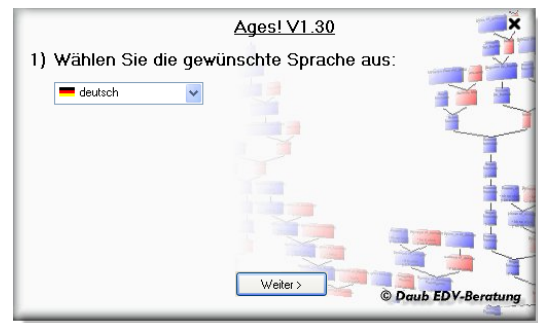 Ages! V1.30
1) Wählen Sie die gewünschte Sprache aus:
deutsch
Weiter >
© Daub EDV-Beratung